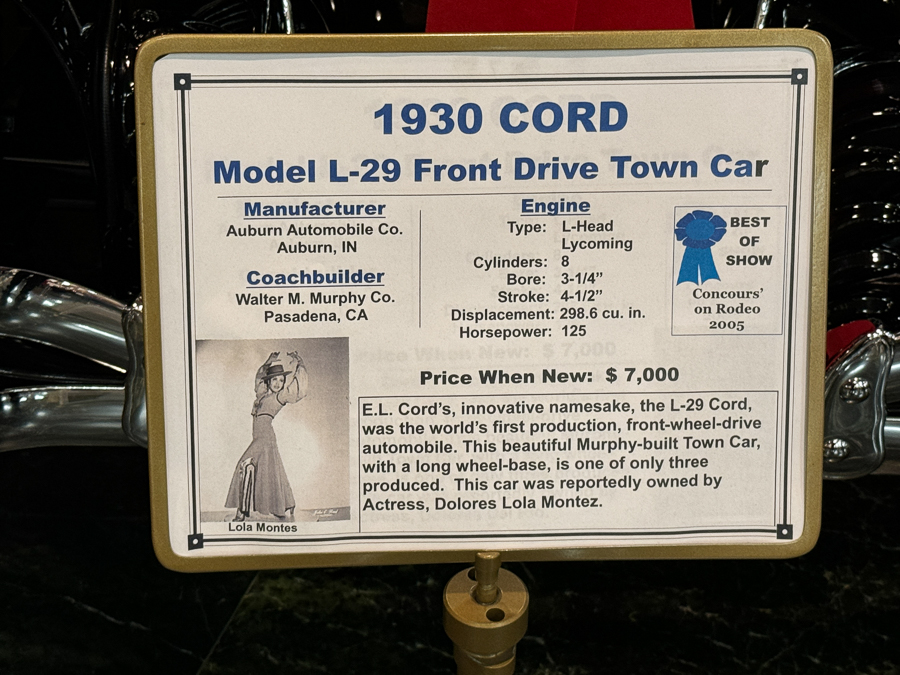 1930 CORD
Model L-29 Front Drive Town Car
Manufacturer
Auburn Automobile Co.
Auburn, IN
Coachbuilder
Walter M. Murphy Co.
Pasadena, CA
Engine
Type: L-Head
Lycoming
Cylinders: 8
Bore: 3-1/4”
Stroke: 4-1/2”
Displacement: 298.6 cu. in.
Horsepower: 125
BEST
OF
SHOW
Concours’
on Rodeo
2005
Price When New: $ 7,000
E.L. Cord’s, innovative namesake, the L-29 Cord,
was the world’s first production, front-wheel-drive
automobile. This beautiful Murphy-built Town Car,
with a long wheel-base, is one of only three
produced. This car was reportedly owned by
Actress, Dolores Lola Montez.
Lola Montes